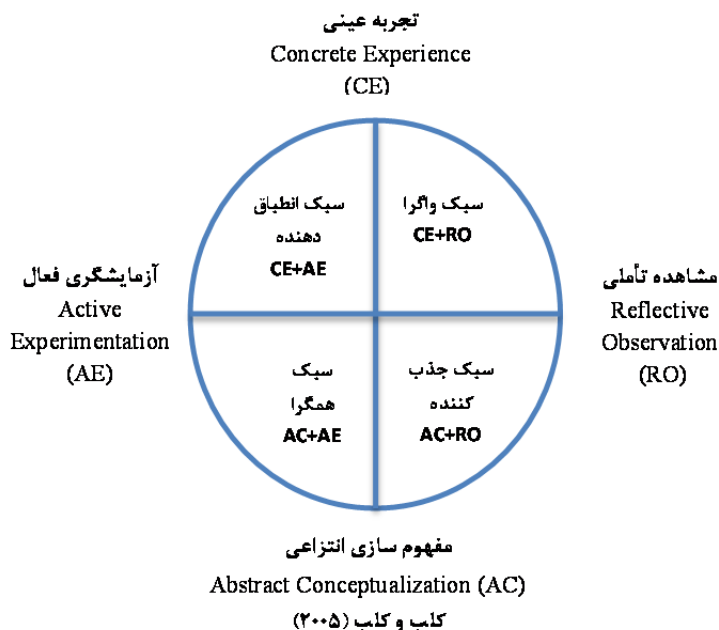 تجربه عینی
Concrete Experience
(CE)
سبک انطباق
دهنده
CE+AE
سبک واگرا
CE+RO
آزمایشگری فعال
Active
Experimentation
(AE)
مشاهده تأملی
Reflective
Observation
(RO)
سبک
همگرا
AC+AE
سبک جذب
کننده
AC+RO
مفهوم سازی انتزاعی
Abstract Conceptualization (AC)
کلب و کلب (۲۰۰۵)